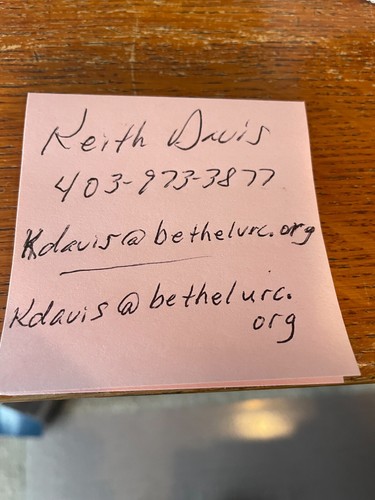 Keith Davis
403-973-3877
Kdavis@bethelurc.org
Kdavis@bethelurc.
org